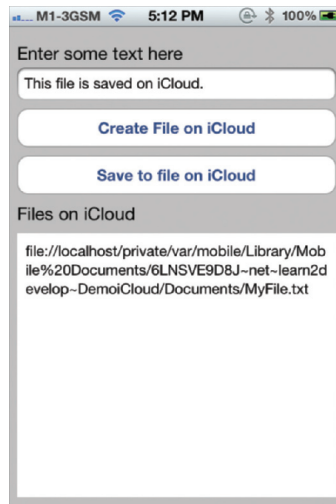 ... M1-3GSM 5:12 PM 100%
Enter some text here
This file is saved on iCloud.
Create File on iCloud
Save to file on iCloud
Files on iCloud
file://localhost/private/var/mobile/Library/Mob
ile%20Documents/6LNSVE9D8J~net~learn2d
evelop~DemoiCloud/Documents/MyFile.txt